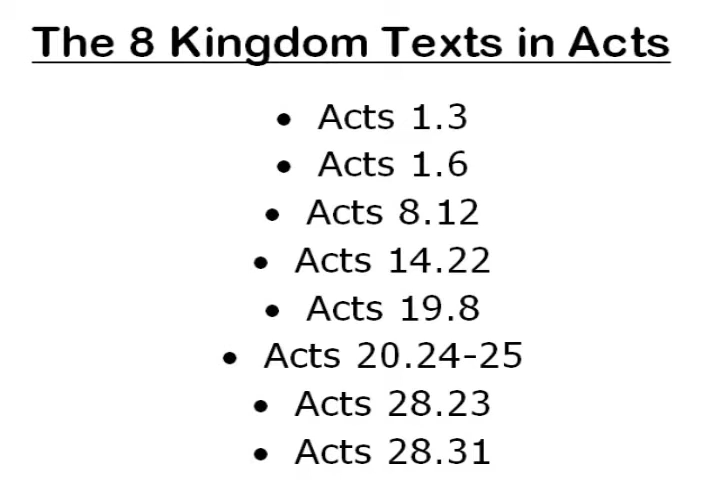 The 8 Kingdom Texts in Acts
• Acts 1.3
• Acts 1.6
• Acts 8.12
• Acts 14.22
• Acts 19.8
• Acts 20.24-25
• Acts 28.23
• Acts 28.31